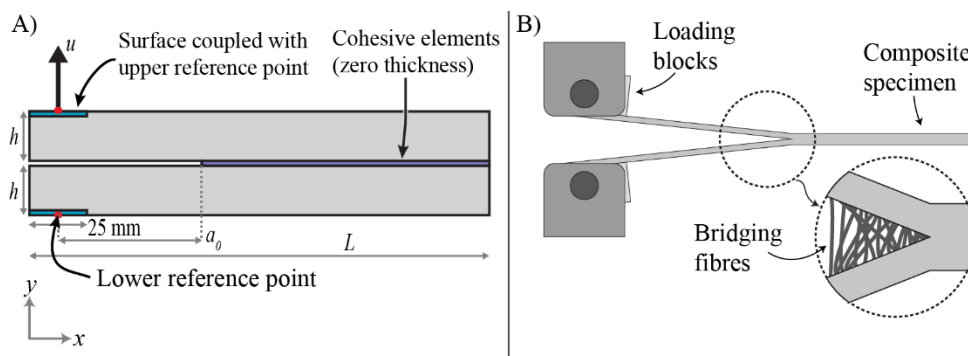 A)
u
Surface coupled with
upper reference point
Cohesive elements
(zero thickness)
h
h
25 mm
a₀
L
Lower reference point
y
x
B)
Loading
blocks
Composite
specimen
Bridging
fibres